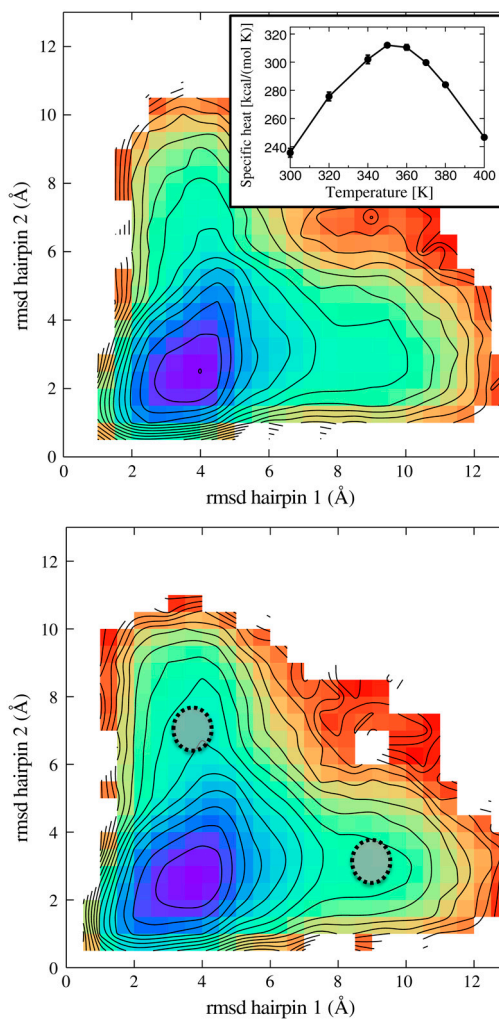 12
10
8
6
4
2
0
rmsd hairpin 2 (Å)
0 2 4 6 8 10 12
rmsd hairpin 1 (Å)
320
300
280
260
240
Specific heat [kcal/(mol K)]
300 320 340 360 380 400
Temperature [K]
12
10
8
6
4
2
0
rmsd hairpin 2 (Å)
0 2 4 6 8 10 12
rmsd hairpin 1 (Å)